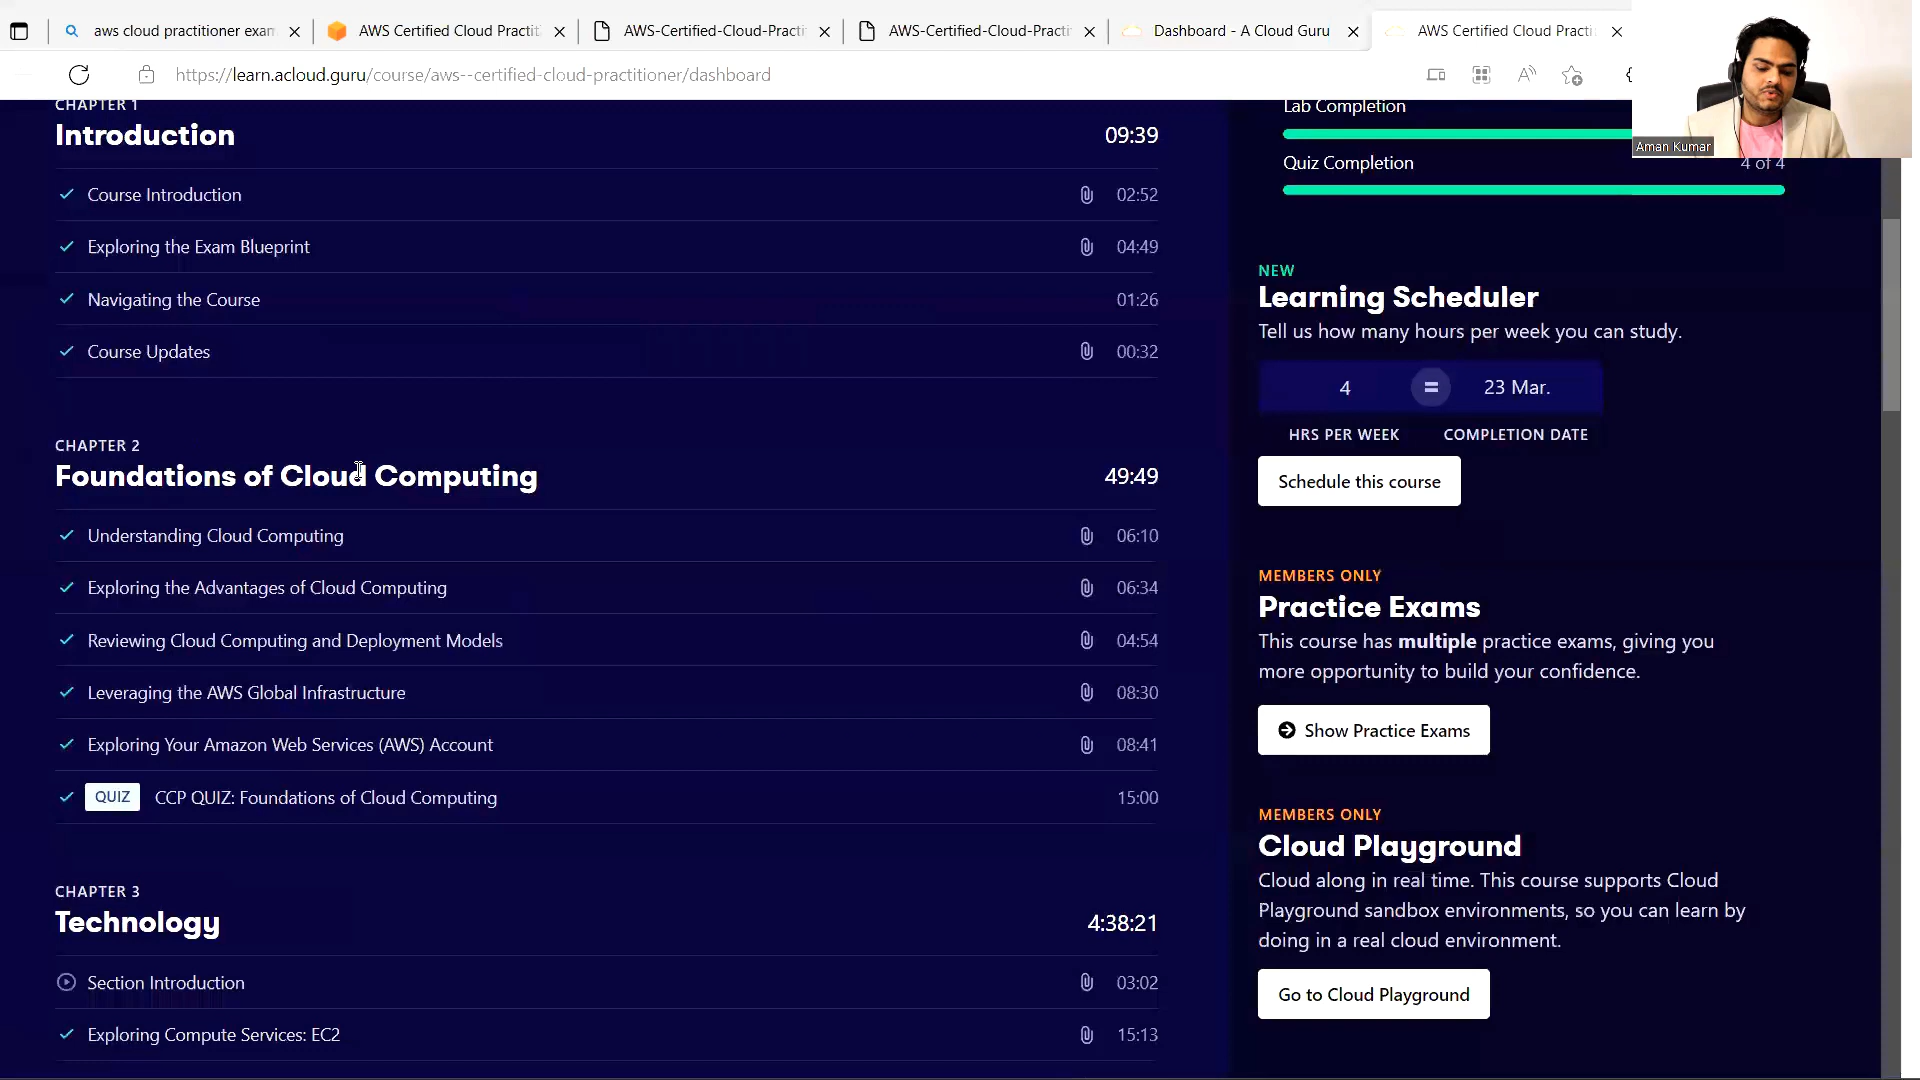 aws cloud practitioner exam
AWS Certified Cloud Practit
AWS-Certified-Cloud-Practi
AWS-Certified-Cloud-Practi
Dashboard - A Cloud Guru
AWS Certified Cloud Practi
https://learn.acloud.guru/course/aws--certified-cloud-practitioner/dashboard
Aman Kumar
CHAPTER 1
Introduction 09:39
Course Introduction 02:52
Exploring the Exam Blueprint 04:49
Navigating the Course 01:26
Course Updates 00:32
CHAPTER 2
Foundations of Cloud Computing 49:49
Understanding Cloud Computing 06:10
Exploring the Advantages of Cloud Computing 06:34
Reviewing Cloud Computing and Deployment Models 04:54
Leveraging the AWS Global Infrastructure 08:30
Exploring Your Amazon Web Services (AWS) Account 08:41
QUIZ CCP QUIZ: Foundations of Cloud Computing 15:00
CHAPTER 3
Technology 4:38:21
Section Introduction 03:02
Exploring Compute Services: EC2 15:13
Lab Completion
Quiz Completion 4 of 4
NEW
Learning Scheduler
Tell us how many hours per week you can study.
4 = 23 Mar.
HRS PER WEEK COMPLETION DATE
Schedule this course
MEMBERS ONLY
Practice Exams
This course has multiple practice exams, giving you
more opportunity to build your confidence.
Show Practice Exams
MEMBERS ONLY
Cloud Playground
Cloud along in real time. This course supports Cloud
Playground sandbox environments, so you can learn by
doing in a real cloud environment.
Go to Cloud Playground